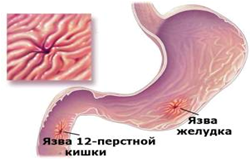 Язва
желудка
Язва 12-перстной
кишки